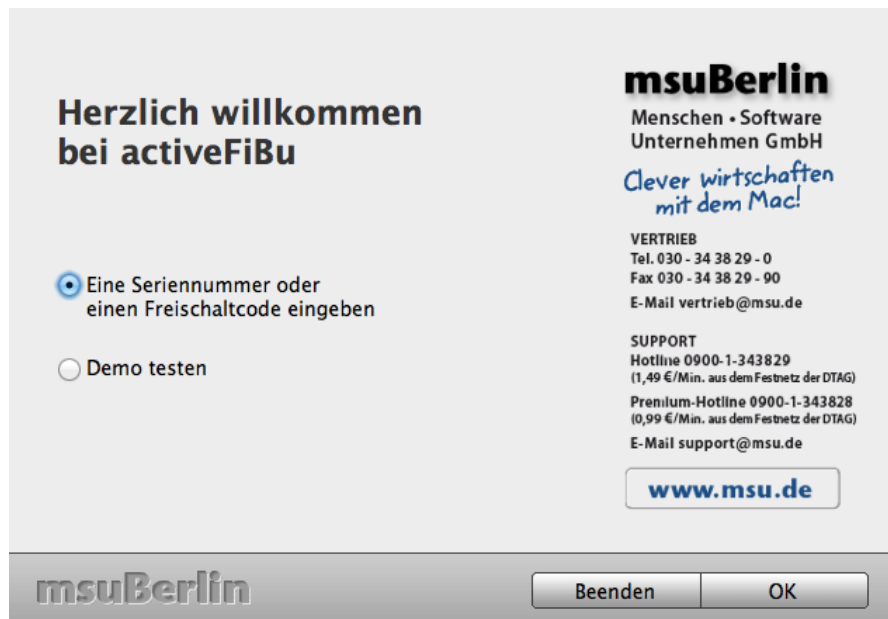 Herzlich willkommen
bei activeFiBu
Eine Seriennummer oder
einen Freischaltcode eingeben
Demo testen
msuBerlin
Menschen • Software
Unternehmen GmbH
Clever wirtschaften
mit dem Mac!
VERTRIEB
Tel. 030 - 34 38 29 - 0
Fax 030 - 34 38 29 - 90
E-Mail vertrieb@msu.de
SUPPORT
Hotline 0900-1-343829
(1,49 €/Min. aus dem Festnetz der DTAG)
Premium-Hotline 0900-1-343828
(0,99 €/Min. aus dem Festnetz der DTAG)
E-Mail support@msu.de
www.msu.de
msuBerlin
Beenden
OK